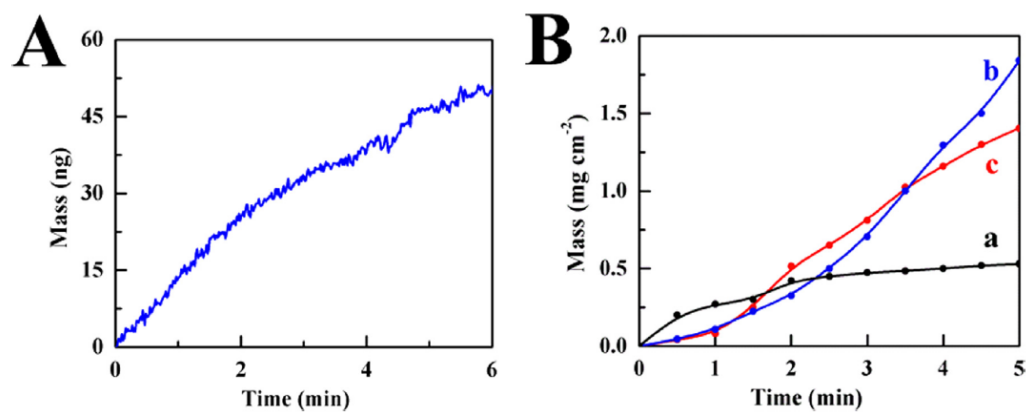 A
60
45
30
15
0
Mass (ng)
0 2 4 6
Time (min)
B
2.0
1.5
1.0
0.5
0.0
Mass (mg cm⁻²)
b
c
a
0 1 2 3 4 5
Time (min)